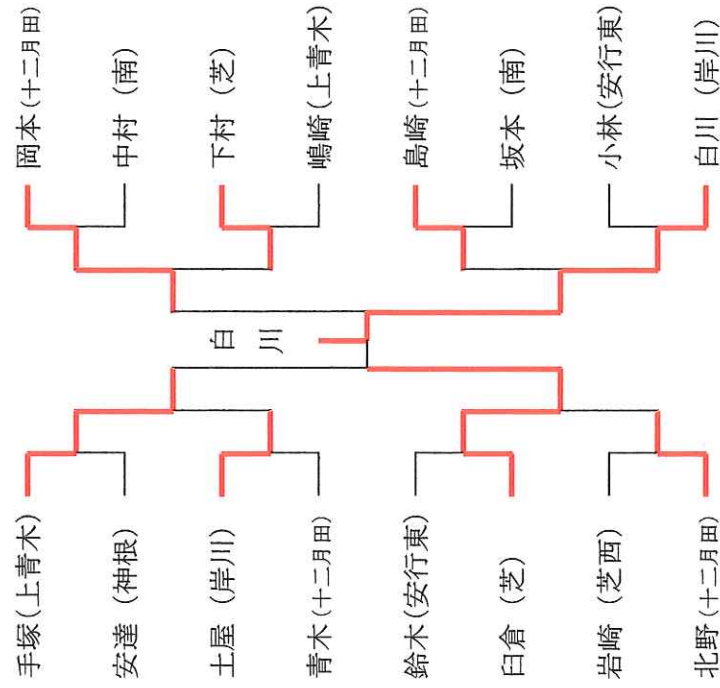 岡本(十二月田)
中村 (南)
下村 (芝)
嶋崎(上青木)
島崎(十二月田)
坂本 (南)
小林(安行東)
白川 (岸川)
白川
手塚(上青木)
安達 (神根)
土屋 (岸川)
青木(十二月田)
鈴木(安行東)
臼倉 (芝)
岩崎 (芝西)
北野(十二月田)